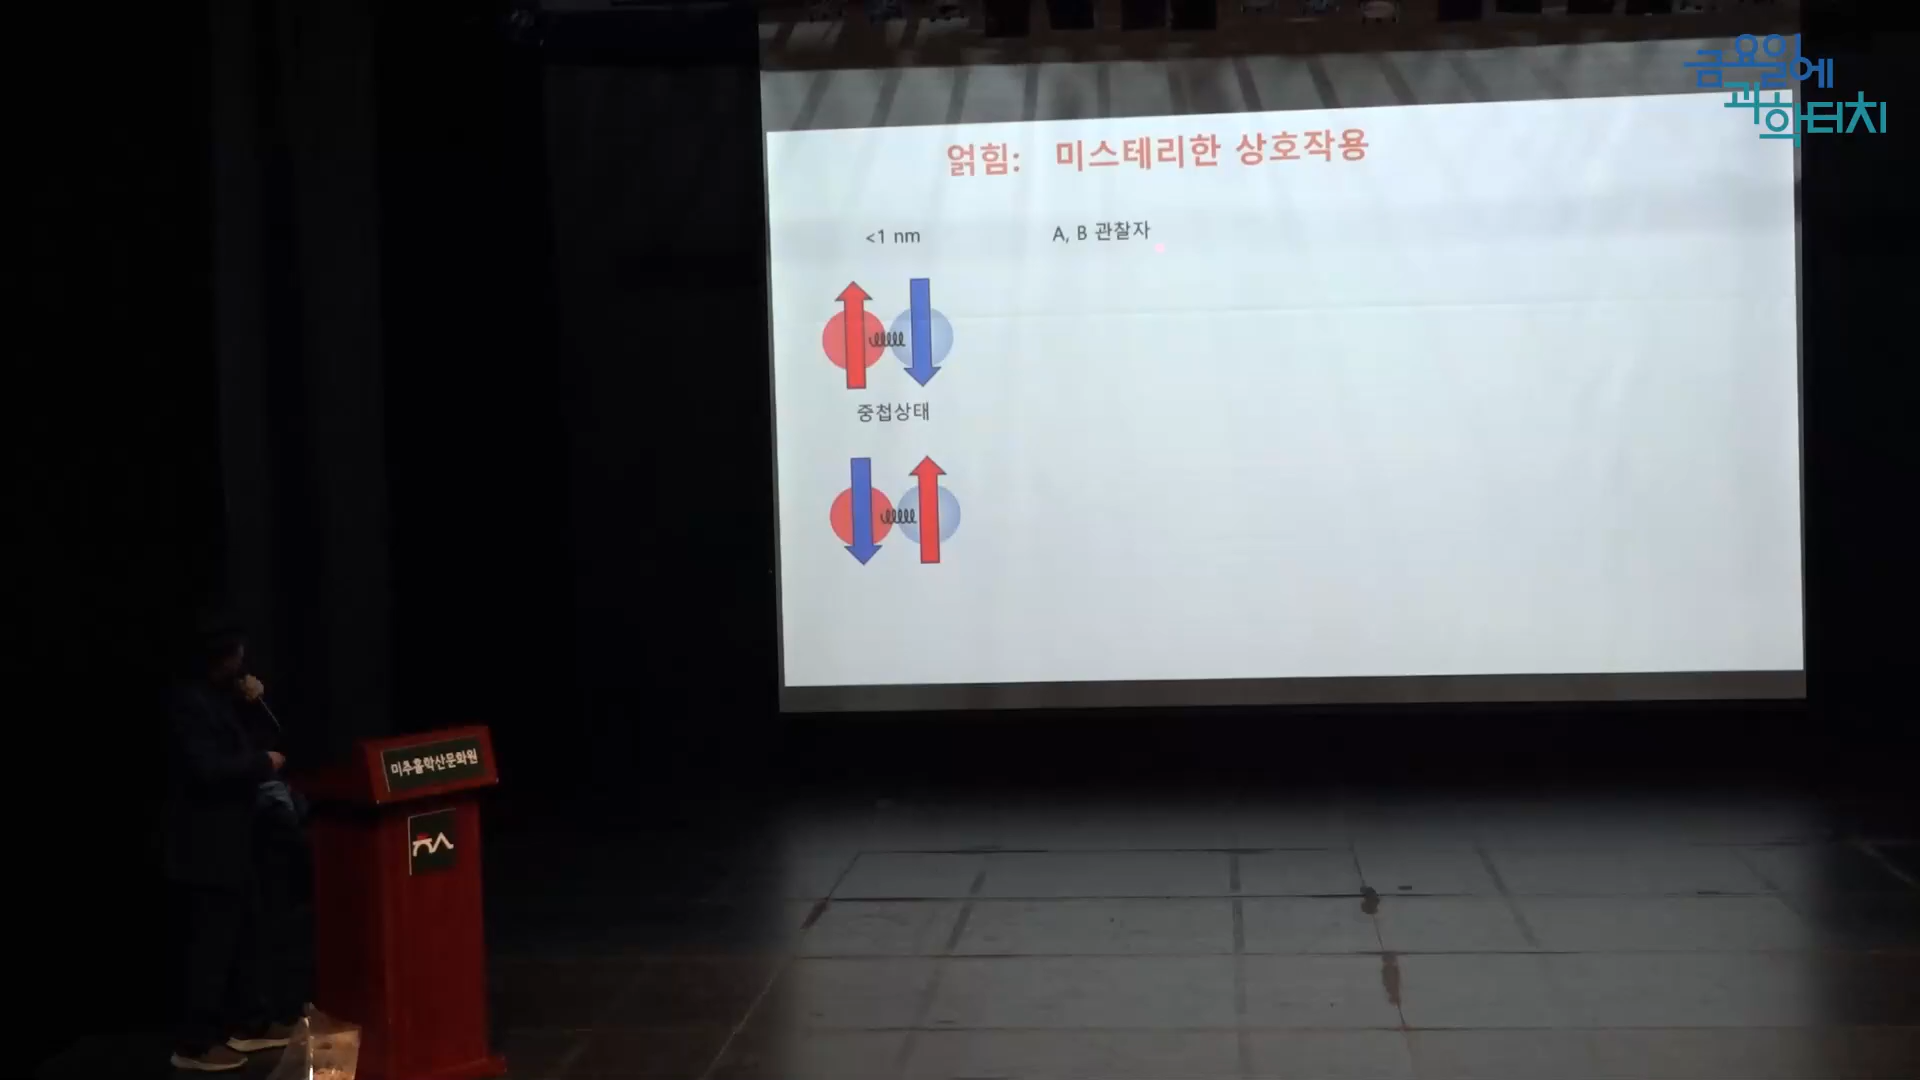 금요일에
과학터치
얽힘: 미스테리한 상호작용
<1 nm
A, B 관찰자
중첩상태
미추홀학산문화원